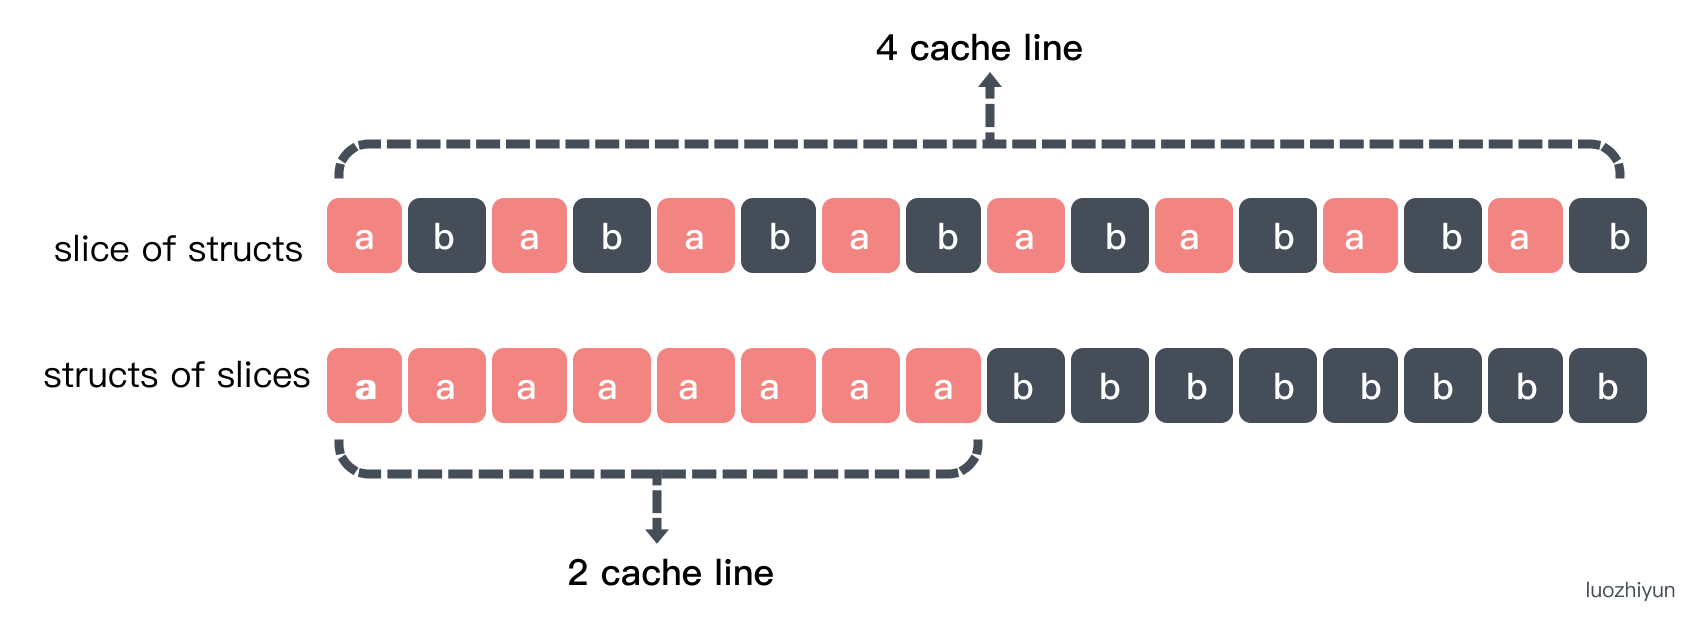 4 cache line
slice of structs a b a b a b a b a b a b a b a b
structs of slices a a a a a a a a b b b b b b b b
2 cache line
luozhiyun